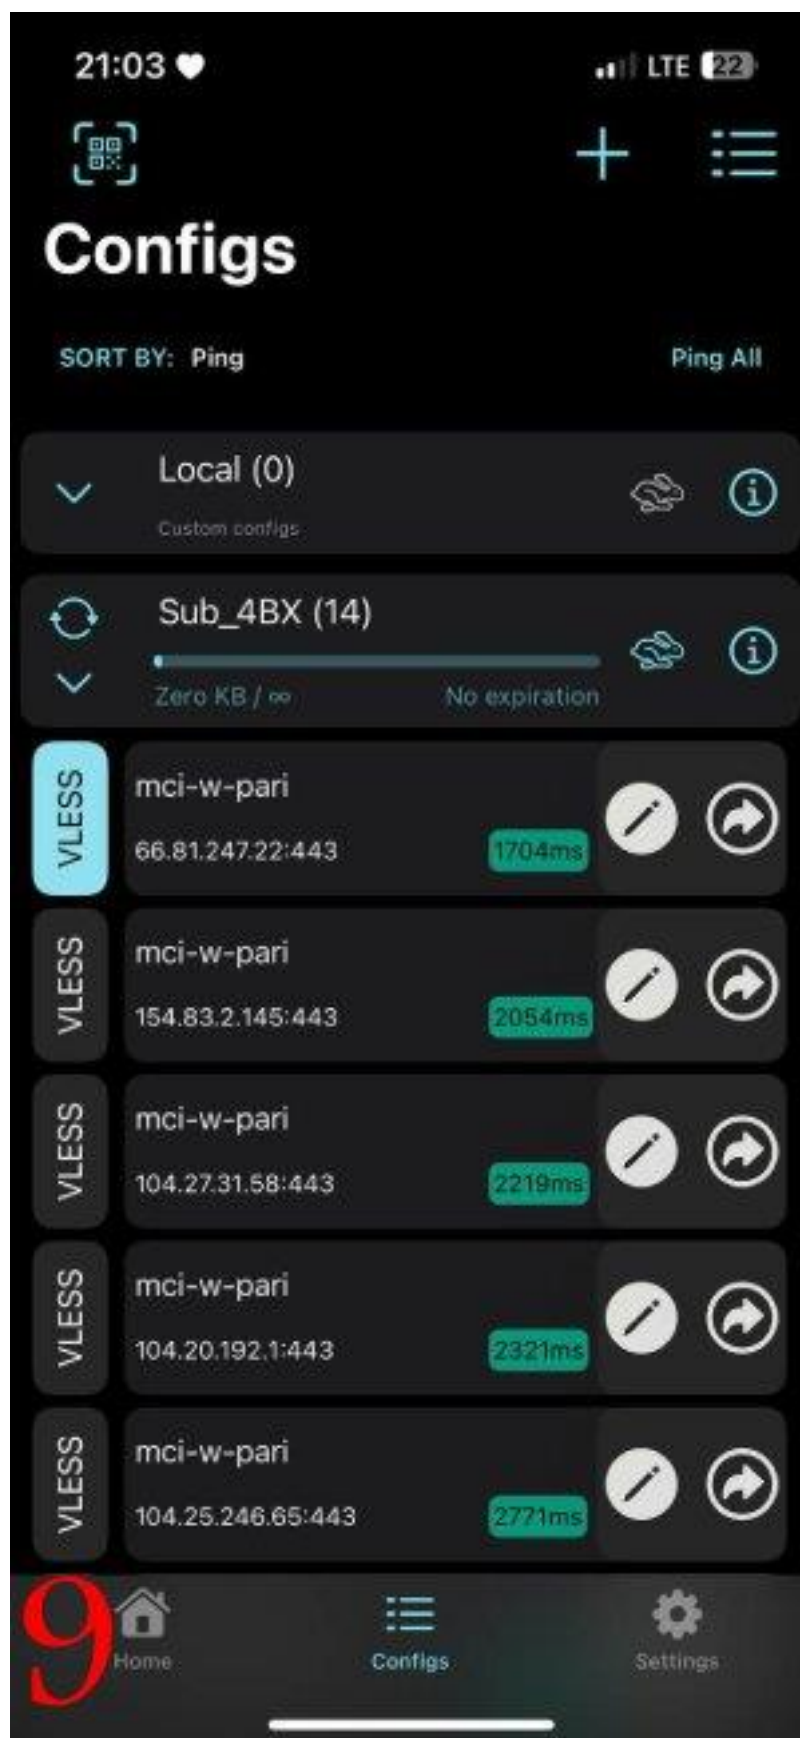 21:03
LTE 22
Configs
SORT BY: Ping
Ping All
Local (0)
Custom configs
Sub_4BX (14)
Zero KB / ∞
No expiration
VLESS
mci-w-pari
66.81.247.22:443
1704ms
VLESS
mci-w-pari
154.83.2.145:443
2054ms
VLESS
mci-w-pari
104.27.31.58:443
2219ms
VLESS
mci-w-pari
104.20.192.1:443
2321ms
VLESS
mci-w-pari
104.25.246.65:443
2771ms
9
Home
Configs
Settings